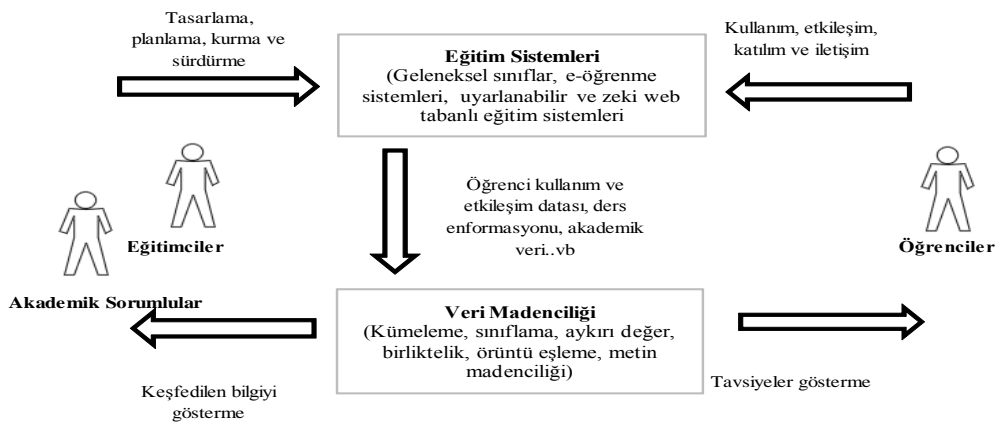 Tasarlama,
planlama, kurma ve
sürdürme
Eğitim Sistemleri
(Geleneksel sınıflar, e-öğrenme
sistemleri, uyarlanabilir ve zeki web
tabanlı eğitim sistemleri
Kullanım, etkileşim,
katılım ve iletişim
Öğrenci kullanım ve
etkileşim datası, ders
enformasyonu, akademik
veri..vb
Eğitimciler
Akademik Sorumlular
Öğrenciler
Veri Madenciliği
(Kümeleme, sınıflama, aykırı değer,
birliktelik, örüntü eşleme, metin
madenciliği)
Keşfedilen bilgiyi
gösterme
Tavsiyeler gösterme